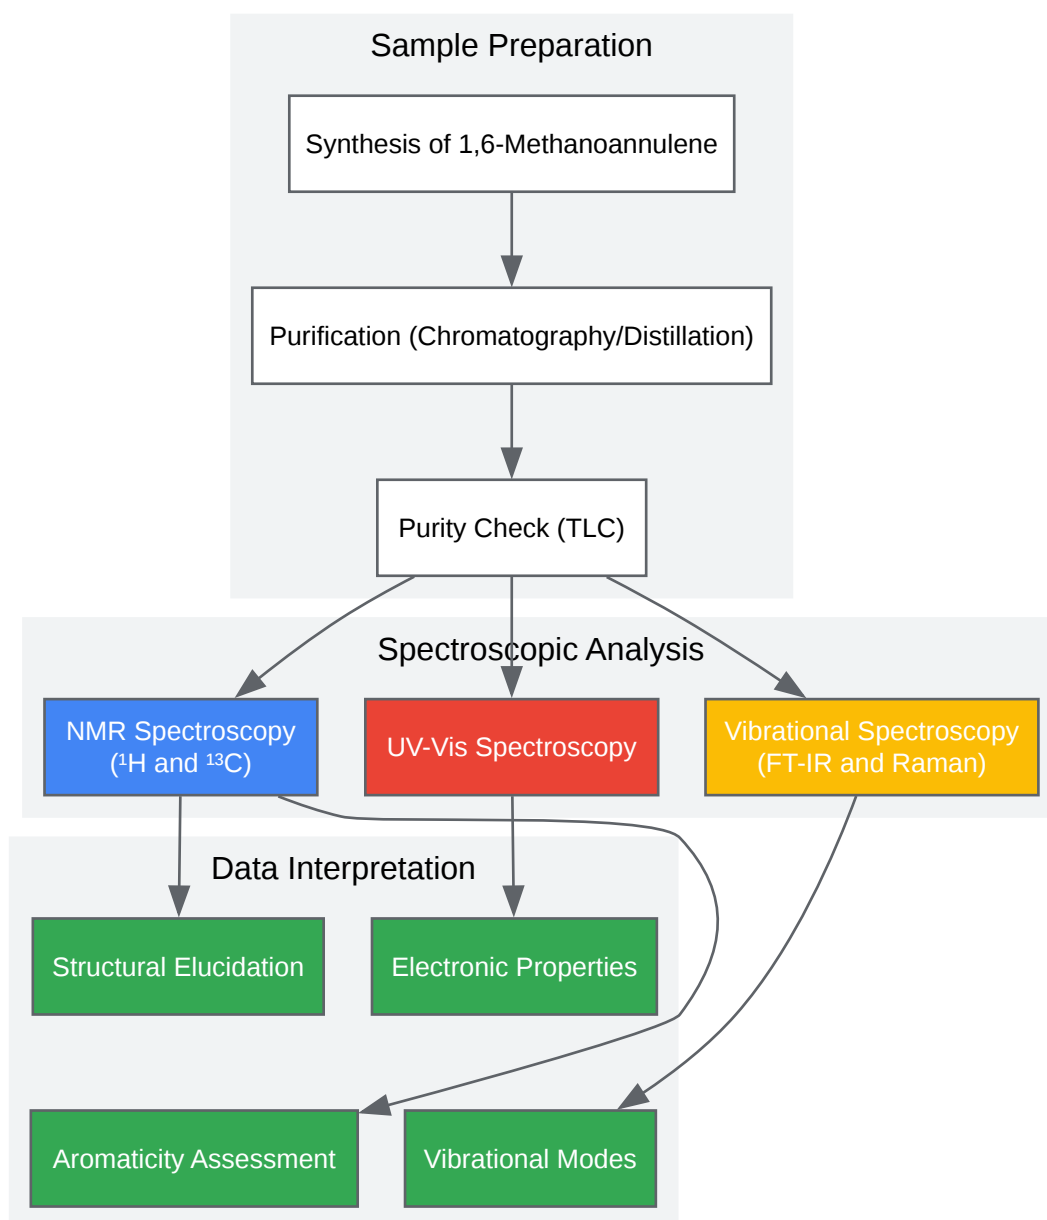 Sample Preparation
Synthesis of 1,6-Methanoannulene
Purification (Chromatography/Distillation)
Purity Check (TLC)
Spectroscopic Analysis
NMR Spectroscopy
(¹H and ¹³C)
UV-Vis Spectroscopy
Vibrational Spectroscopy
(FT-IR and Raman)
Data Interpretation
Structural Elucidation
Electronic Properties
Aromaticity Assessment
Vibrational Modes